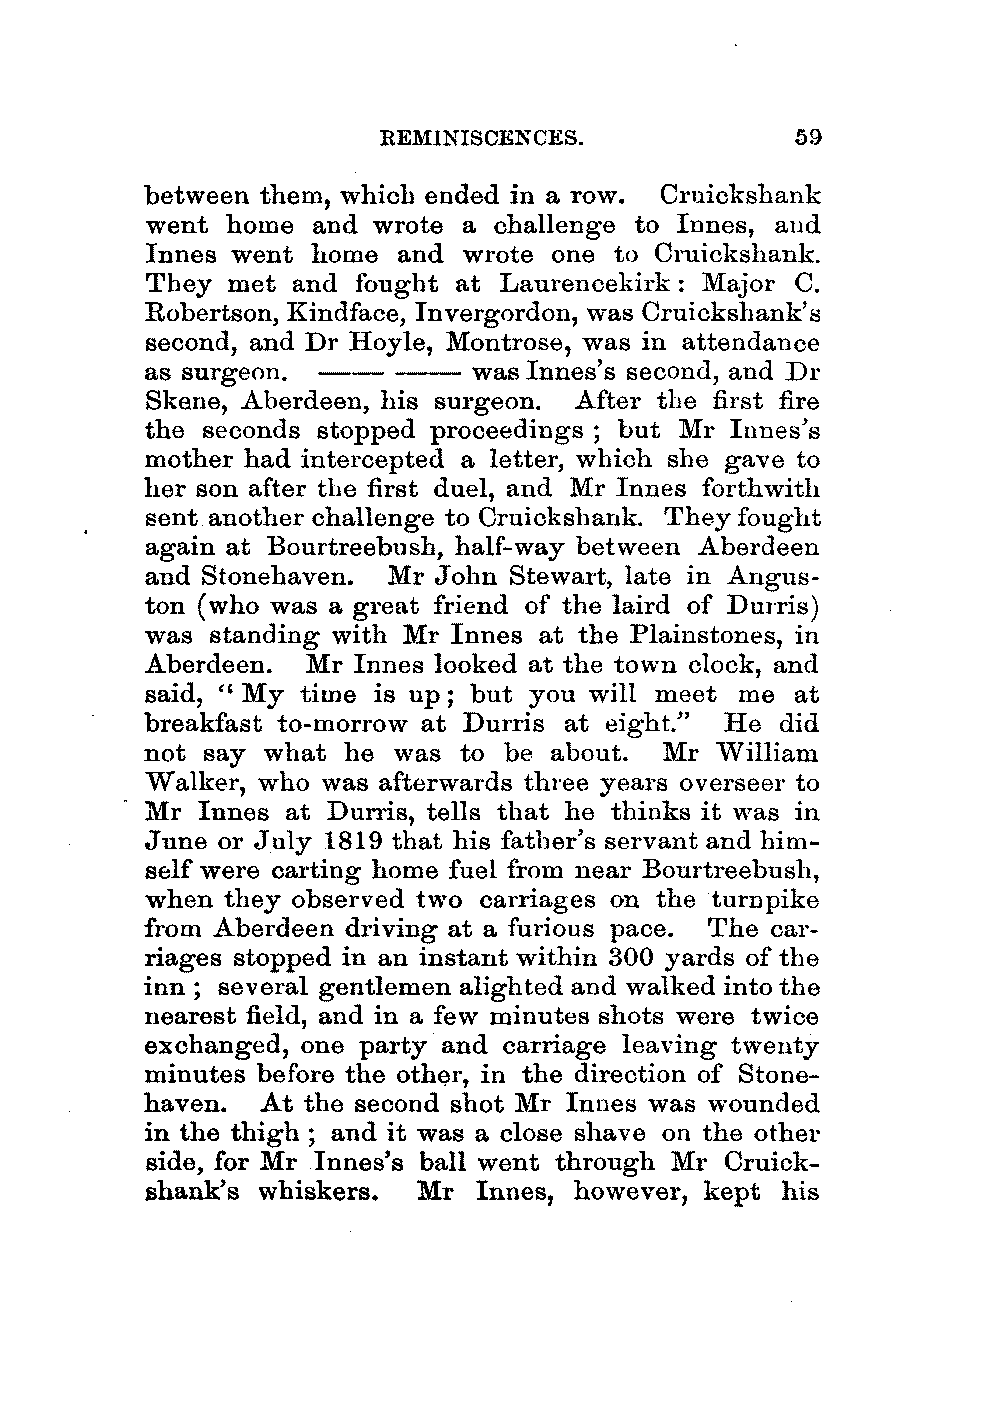 REMINISCENCES. 59
between them, which ended in a row. Cruickshank
went home and wrote a challenge to Innes, and
Innes went home and wrote one to Cruickshank.
They met and fought at Laurencekirk : Major C.
Robertson, Kindface, Invergordon, was Cruickshank's
second, and Dr Hoyle, Montrose, was in attendance
as surgeon. —— —— was Innes's second, and Dr
Skene, Aberdeen, his surgeon. After the first fire
the seconds stopped proceedings ; but Mr Innes's
mother had intercepted a letter, which she gave to
her son after the first duel, and Mr Innes forthwith
sent another challenge to Cruickshank. They fought
again at Bourtreebush, half-way between Aberdeen
and Stonehaven. Mr John Stewart, late in Angus-
ton (who was a great friend of the laird of Durris)
was standing with Mr Innes at the Plainstones, in
Aberdeen. Mr Innes looked at the town clock, and
said, “ My time is up ; but you will meet me at
breakfast to-morrow at Durris at eight.” He did
not say what he was to be about. Mr William
Walker, who was afterwards three years overseer to
Mr Innes at Durris, tells that he thinks it was in
June or July 1819 that his father's servant and him-
self were carting home fuel from near Bourtreebush,
when they observed two carriages on the turnpike
from Aberdeen driving at a furious pace. The car-
riages stopped in an instant within 300 yards of the
inn ; several gentlemen alighted and walked into the
nearest field, and in a few minutes shots were twice
exchanged, one party and carriage leaving twenty
minutes before the other, in the direction of Stone-
haven. At the second shot Mr Innes was wounded
in the thigh ; and it was a close shave on the other
side, for Mr Innes's ball went through Mr Cruick-
shank's whiskers. Mr Innes, however, kept his